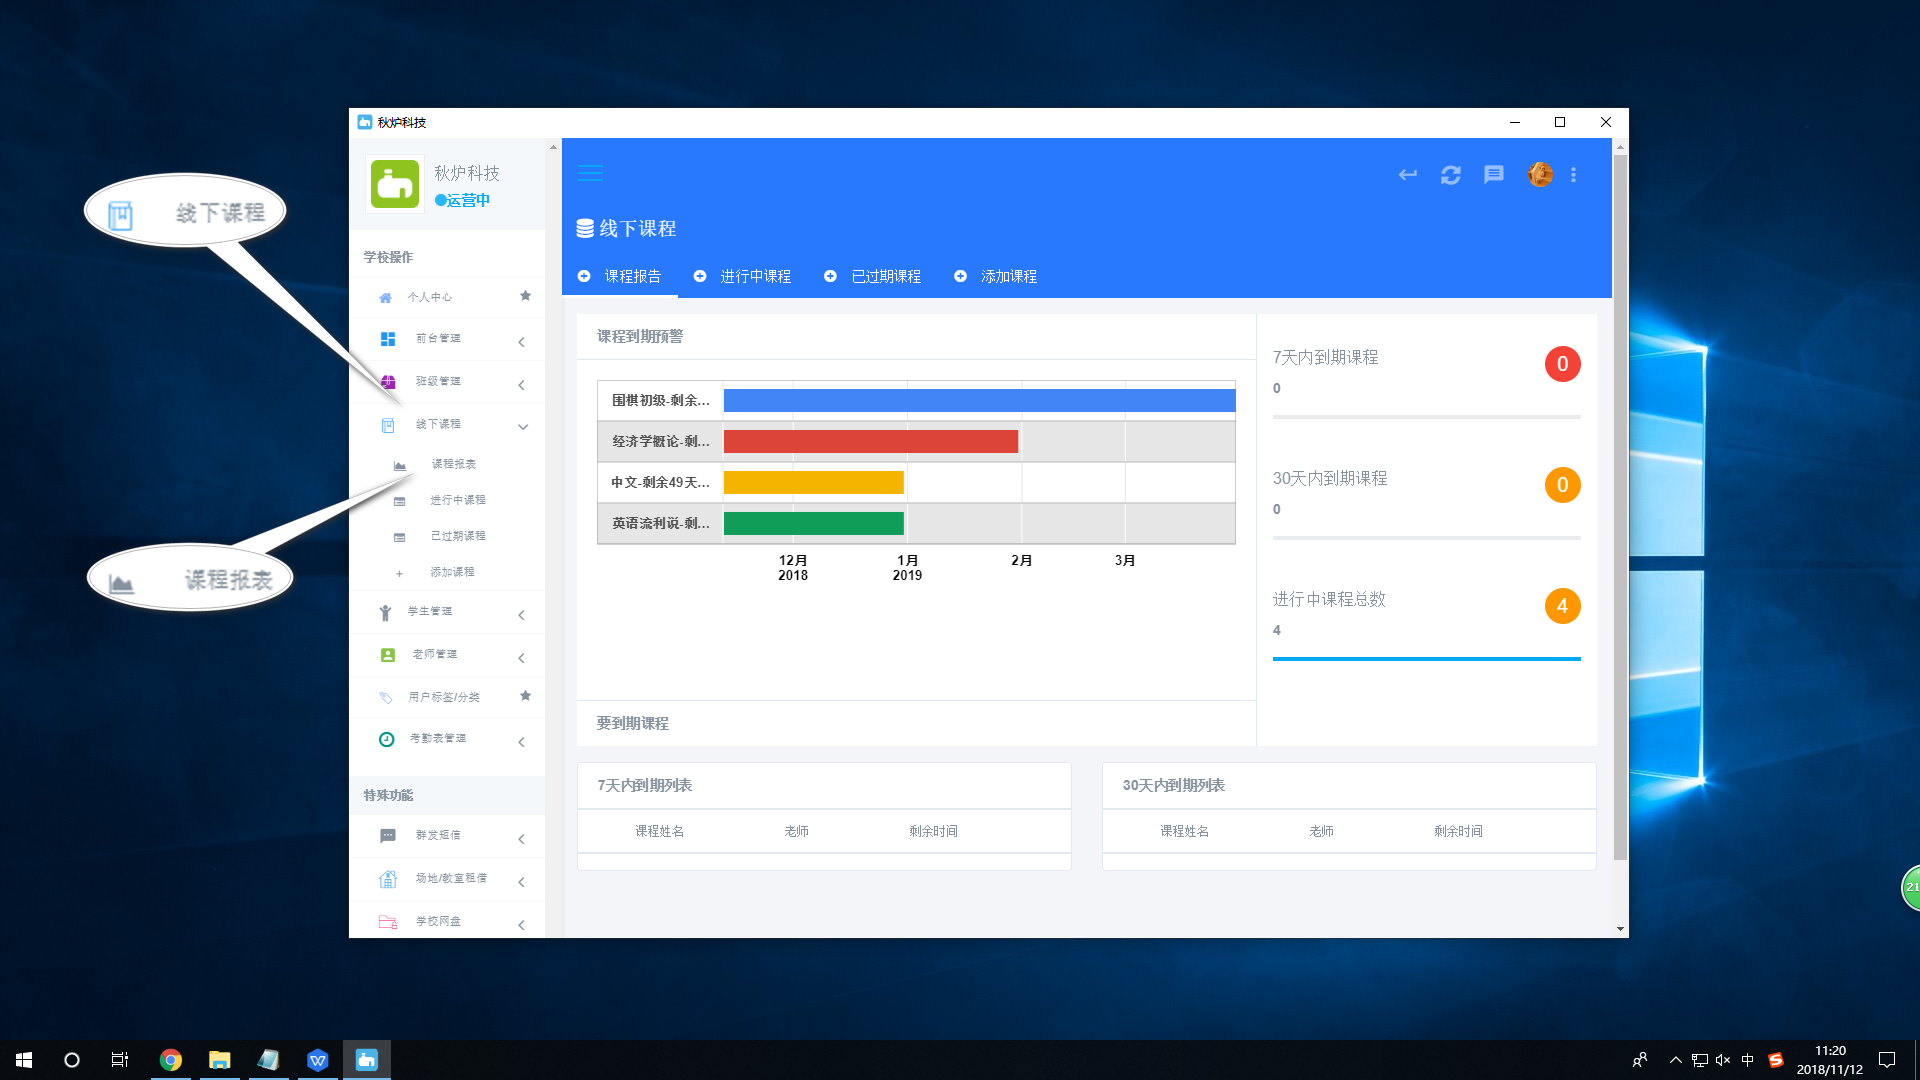 秋炉科技
秋炉科技
运营中
线下课程
学校操作
个人中心
前台管理
班级管理
线下课程
课程报表
进行中课程
已过期课程
添加课程
课程报表
学生管理
老师管理
用户标签/分类
考勤表管理
特殊功能
群发短信
场地/教室租借
学校网盘
线下课程
课程报告
进行中课程
已过期课程
添加课程
课程到期预警
围棋初级-剩余...
经济学概论-剩...
中文-剩余49天...
英语流利说-剩...
12月 1月 2月 3月
2018 2019
7天内到期课程
0
0
30天内到期课程
0
0
进行中课程总数
4
4
要到期课程
7天内到期列表
课程姓名 老师 剩余时间
30天内到期列表
课程姓名 老师 剩余时间
21
中
11:20
2018/11/12